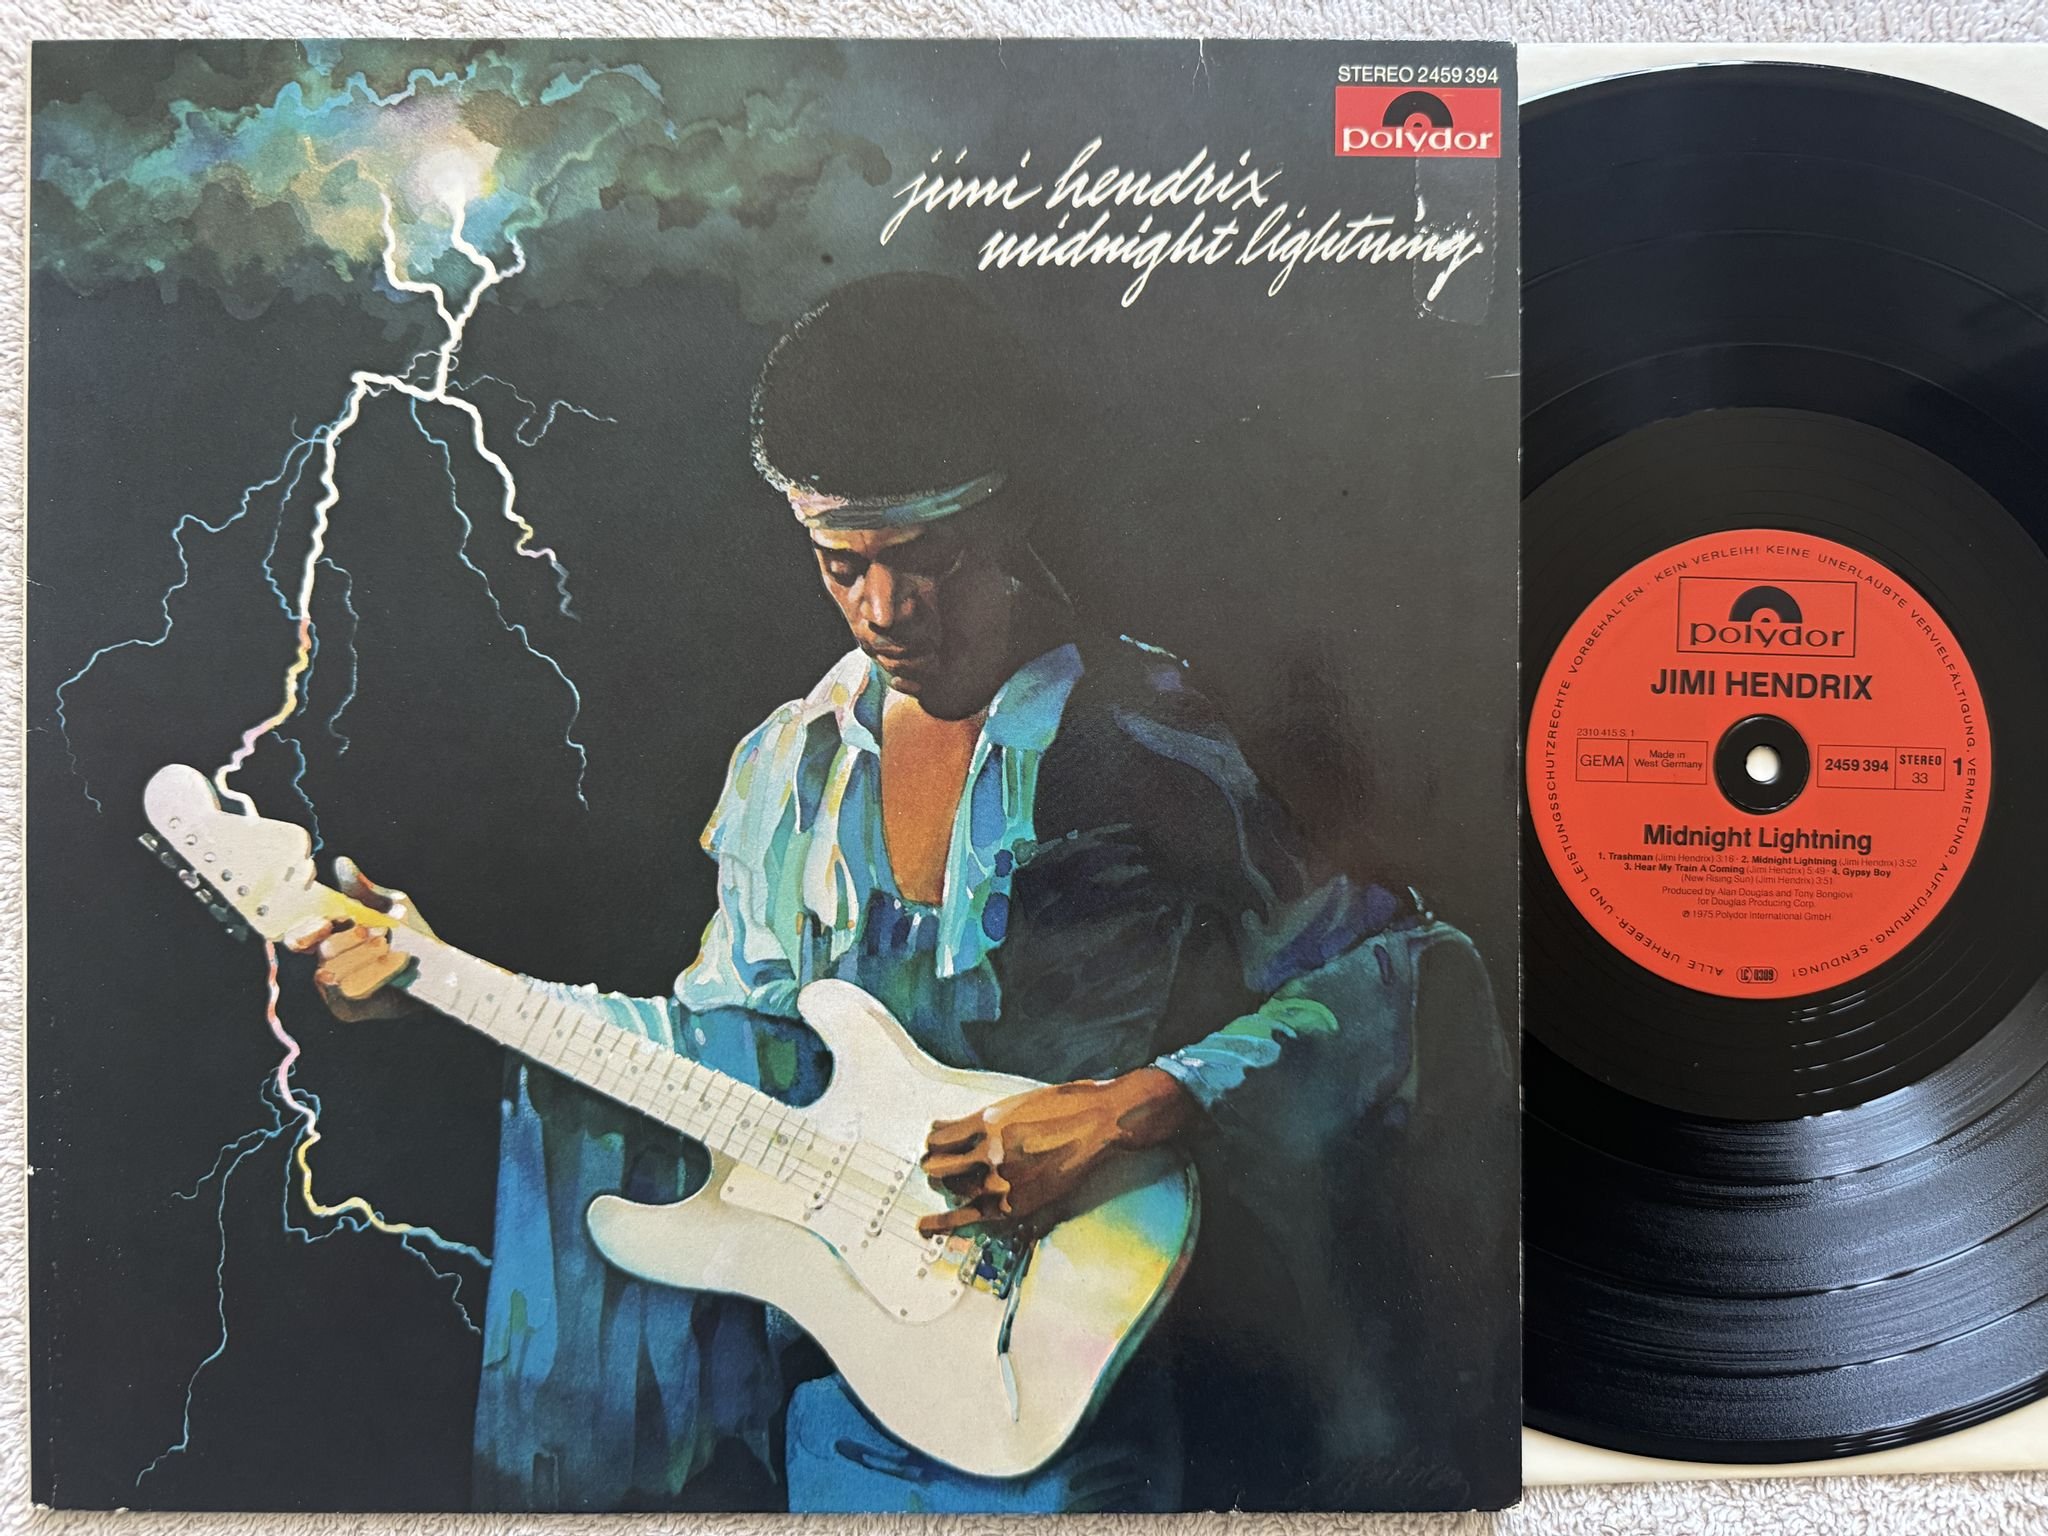 STEREO 2459 394
polydor
jimi hendrix
midnight lightning
ALLE URHEBER- UND LEISTUNGSSCHUTZRECHTE VORBEHALTEN · KEIN VERLEIH! KEINE UNERLAUBTE VERVIELFÄLTIGUNG, VERMIETUNG, AUFFÜHRUNG, SENDUNG!
polydor
JIMI HENDRIX
2310 415 S. 1
GEMA
Made in
West Germany
2459 394
STEREO
33
1
Midnight Lightning
1. Trashman (Jimi Hendrix) 3:16 · 2. Midnight Lightning (Jimi Hendrix) 3:52
3. Hear My Train A Coming (Jimi Hendrix) 5:49 · 4. Gypsy Boy
(New Rising Sun) (Jimi Hendrix) 3:51
Produced by Alan Douglas and Tony Bongiovi
for Douglas Producing Corp.
℗ 1975 Polydor International GmbH
LC 0309